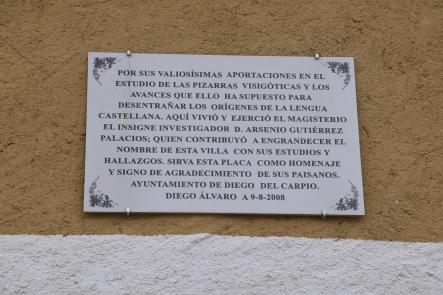 POR SUS VALIOSÍSIMAS APORTACIONES EN EL
ESTUDIO DE LAS PIZARRAS VISIGÓTICAS Y LOS
AVANCES QUE ELLO HA SUPUESTO PARA
DESENTRAÑAR LOS ORÍGENES DE LA LENGUA
CASTELLANA. AQUÍ VIVIÓ Y EJERCIÓ EL MAGISTERIO
EL INSIGNE INVESTIGADOR D. ARSENIO GUTIÉRREZ
PALACIOS; QUIEN CONTRIBUYÓ A ENGRANDECER EL
NOMBRE DE ESTA VILLA CON SUS ESTUDIOS Y
HALLAZGOS. SIRVA ESTA PLACA COMO HOMENAJE
Y SIGNO DE AGRADECIMIENTO DE SUS PAISANOS.
AYUNTAMIENTO DE DIEGO DEL CARPIO.
DIEGO ÁLVARO A 9-8-2008